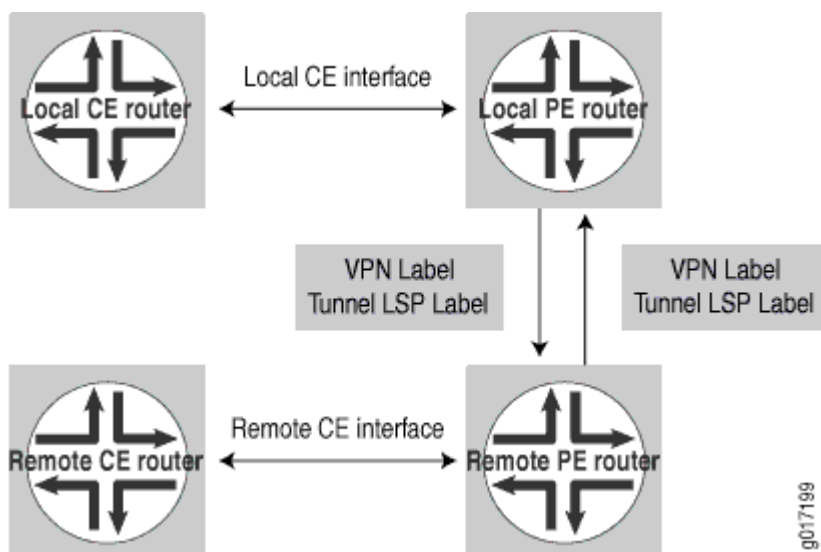 Local CE router
Local CE interface
Local PE router
VPN Label
Tunnel LSP Label
VPN Label
Tunnel LSP Label
Remote CE router
Remote CE interface
Remote PE router
g017199